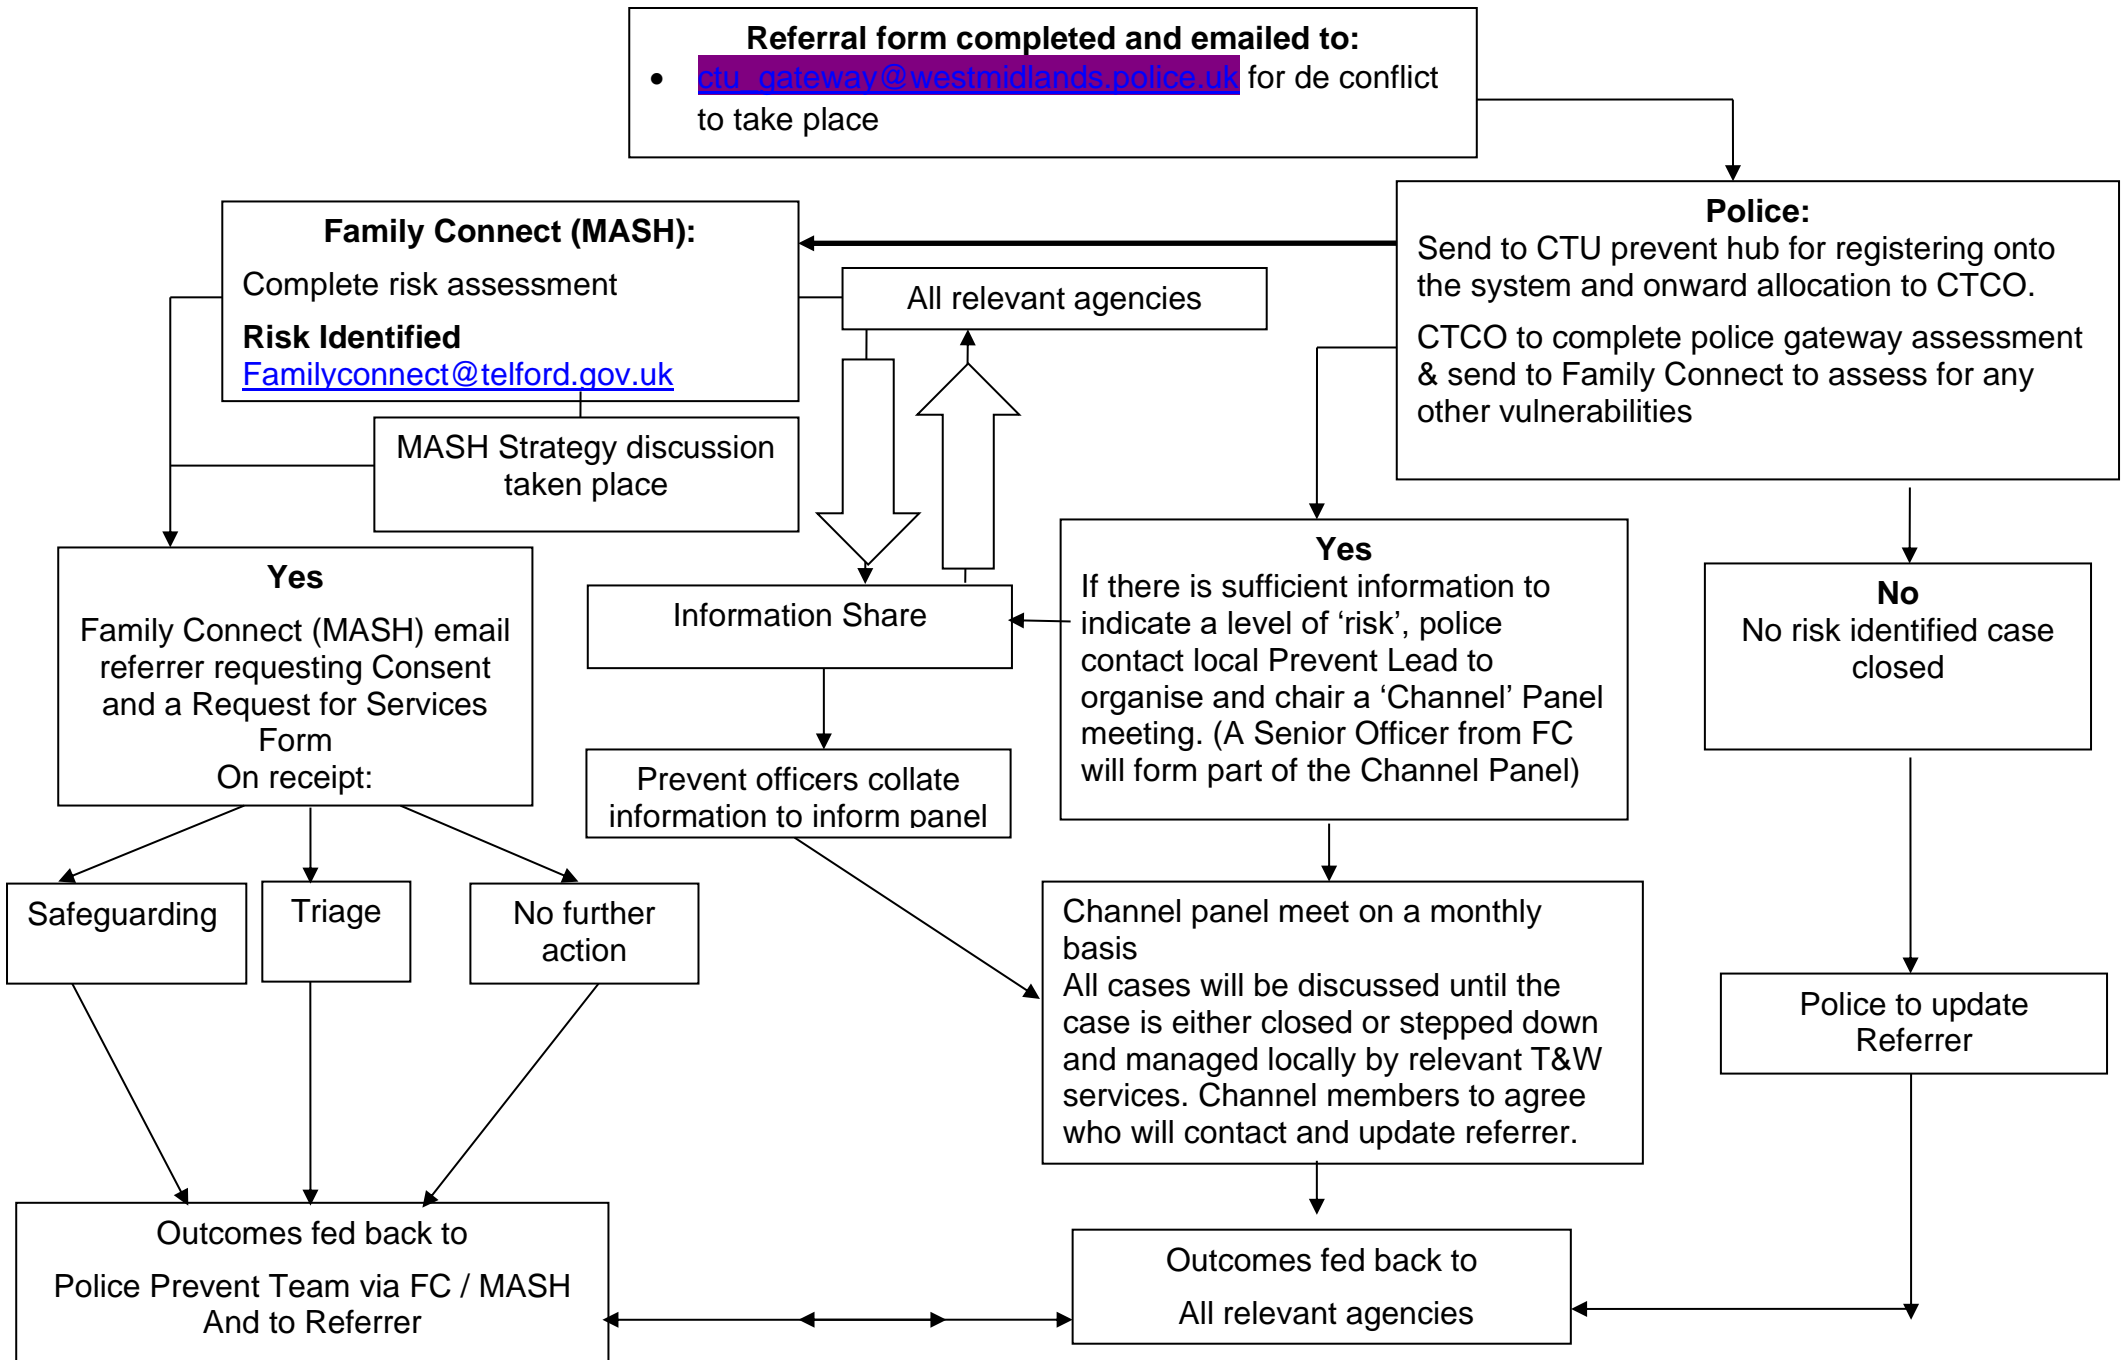 Referral form completed and emailed to:
• ctu_gateway@westmidlands.police.uk for de conflict
to take place
Family Connect (MASH):
Complete risk assessment
Risk Identified
Familyconnect@telford.gov.uk
All relevant agencies
Police:
Send to CTU prevent hub for registering onto
the system and onward allocation to CTCO.
CTCO to complete police gateway assessment
& send to Family Connect to assess for any
other vulnerabilities
MASH Strategy discussion
taken place
Yes
Family Connect (MASH) email
referrer requesting Consent
and a Request for Services
Form
On receipt:
Information Share
Yes
If there is sufficient information to
indicate a level of ‘risk’, police
contact local Prevent Lead to
organise and chair a ‘Channel’ Panel
meeting. (A Senior Officer from FC
will form part of the Channel Panel)
No
No risk identified case
closed
Prevent officers collate
information to inform panel
Safeguarding
Triage
No further
action
Channel panel meet on a monthly
basis
All cases will be discussed until the
case is either closed or stepped down
and managed locally by relevant T&W
services. Channel members to agree
who will contact and update referrer.
Police to update
Referrer
Outcomes fed back to
Police Prevent Team via FC / MASH
And to Referrer
Outcomes fed back to
All relevant agencies